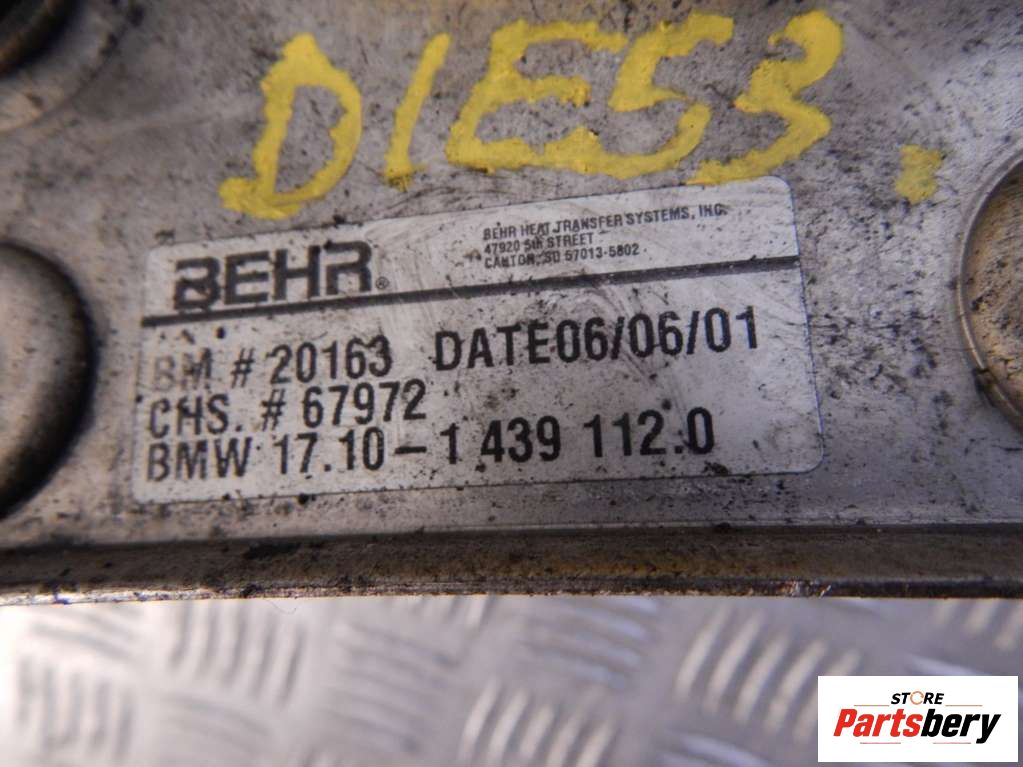 DIE53.
BEHR®
BEHR HEAT TRANSFER SYSTEMS, INC.
47920 5th STREET
CANTON, SD 57013-5802
BM # 20163 DATE06/06/01
CHS. # 67972
BMW 17.10-1 439 112.0
STORE
Partsbery